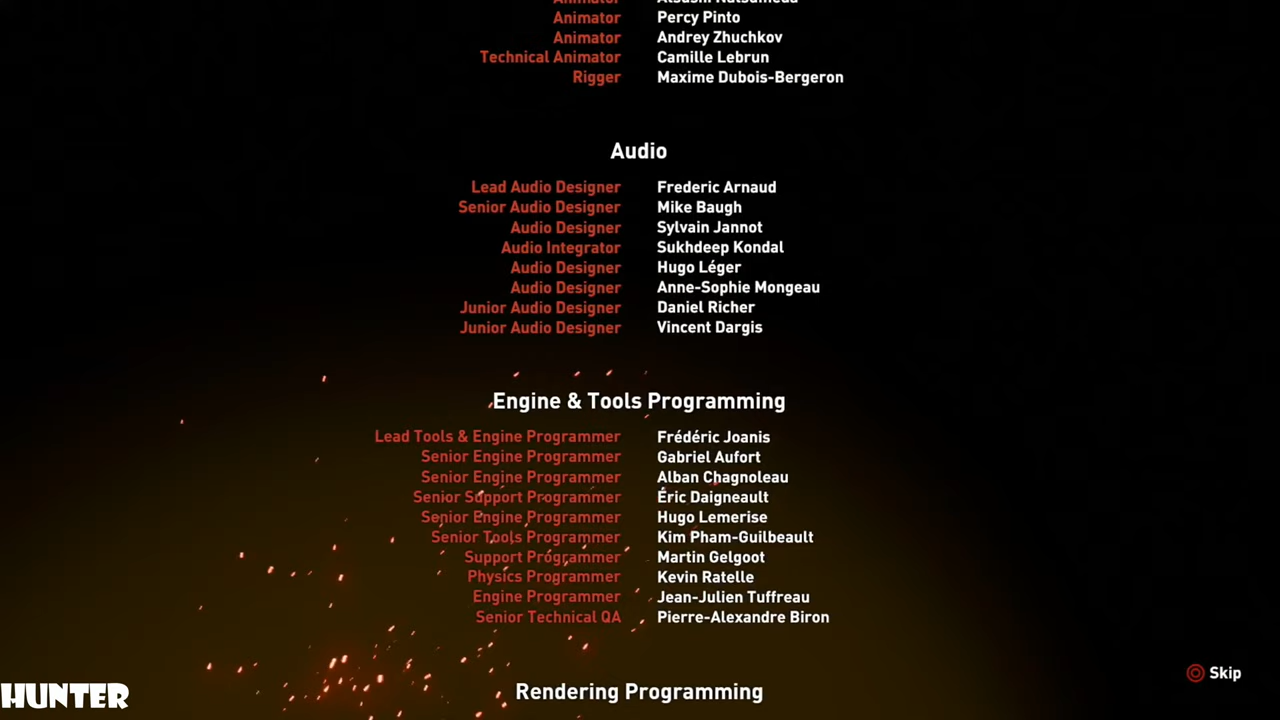 Animator
Animator Percy Pinto
Animator Andrey Zhuchkov
Technical Animator Camille Lebrun
Rigger Maxime Dubois-Bergeron
Audio
Lead Audio Designer Frederic Arnaud
Senior Audio Designer Mike Baugh
Audio Designer Sylvain Jannot
Audio Integrator Sukhdeep Kondal
Audio Designer Hugo Léger
Audio Designer Anne-Sophie Mongeau
Junior Audio Designer Daniel Richer
Junior Audio Designer Vincent Dargis
Engine & Tools Programming
Lead Tools & Engine Programmer Frédéric Joanis
Senior Engine Programmer Gabriel Aufort
Senior Engine Programmer Alban Chagnoleau
Senior Support Programmer Éric Daigneault
Senior Engine Programmer Hugo Lemerise
Senior Tools Programmer Kim Pham-Guilbeault
Support Programmer Martin Gelgoot
Physics Programmer Kevin Ratelle
Engine Programmer Jean-Julien Tuffreau
Senior Technical QA Pierre-Alexandre Biron
Skip
HUNTER
Rendering Programming